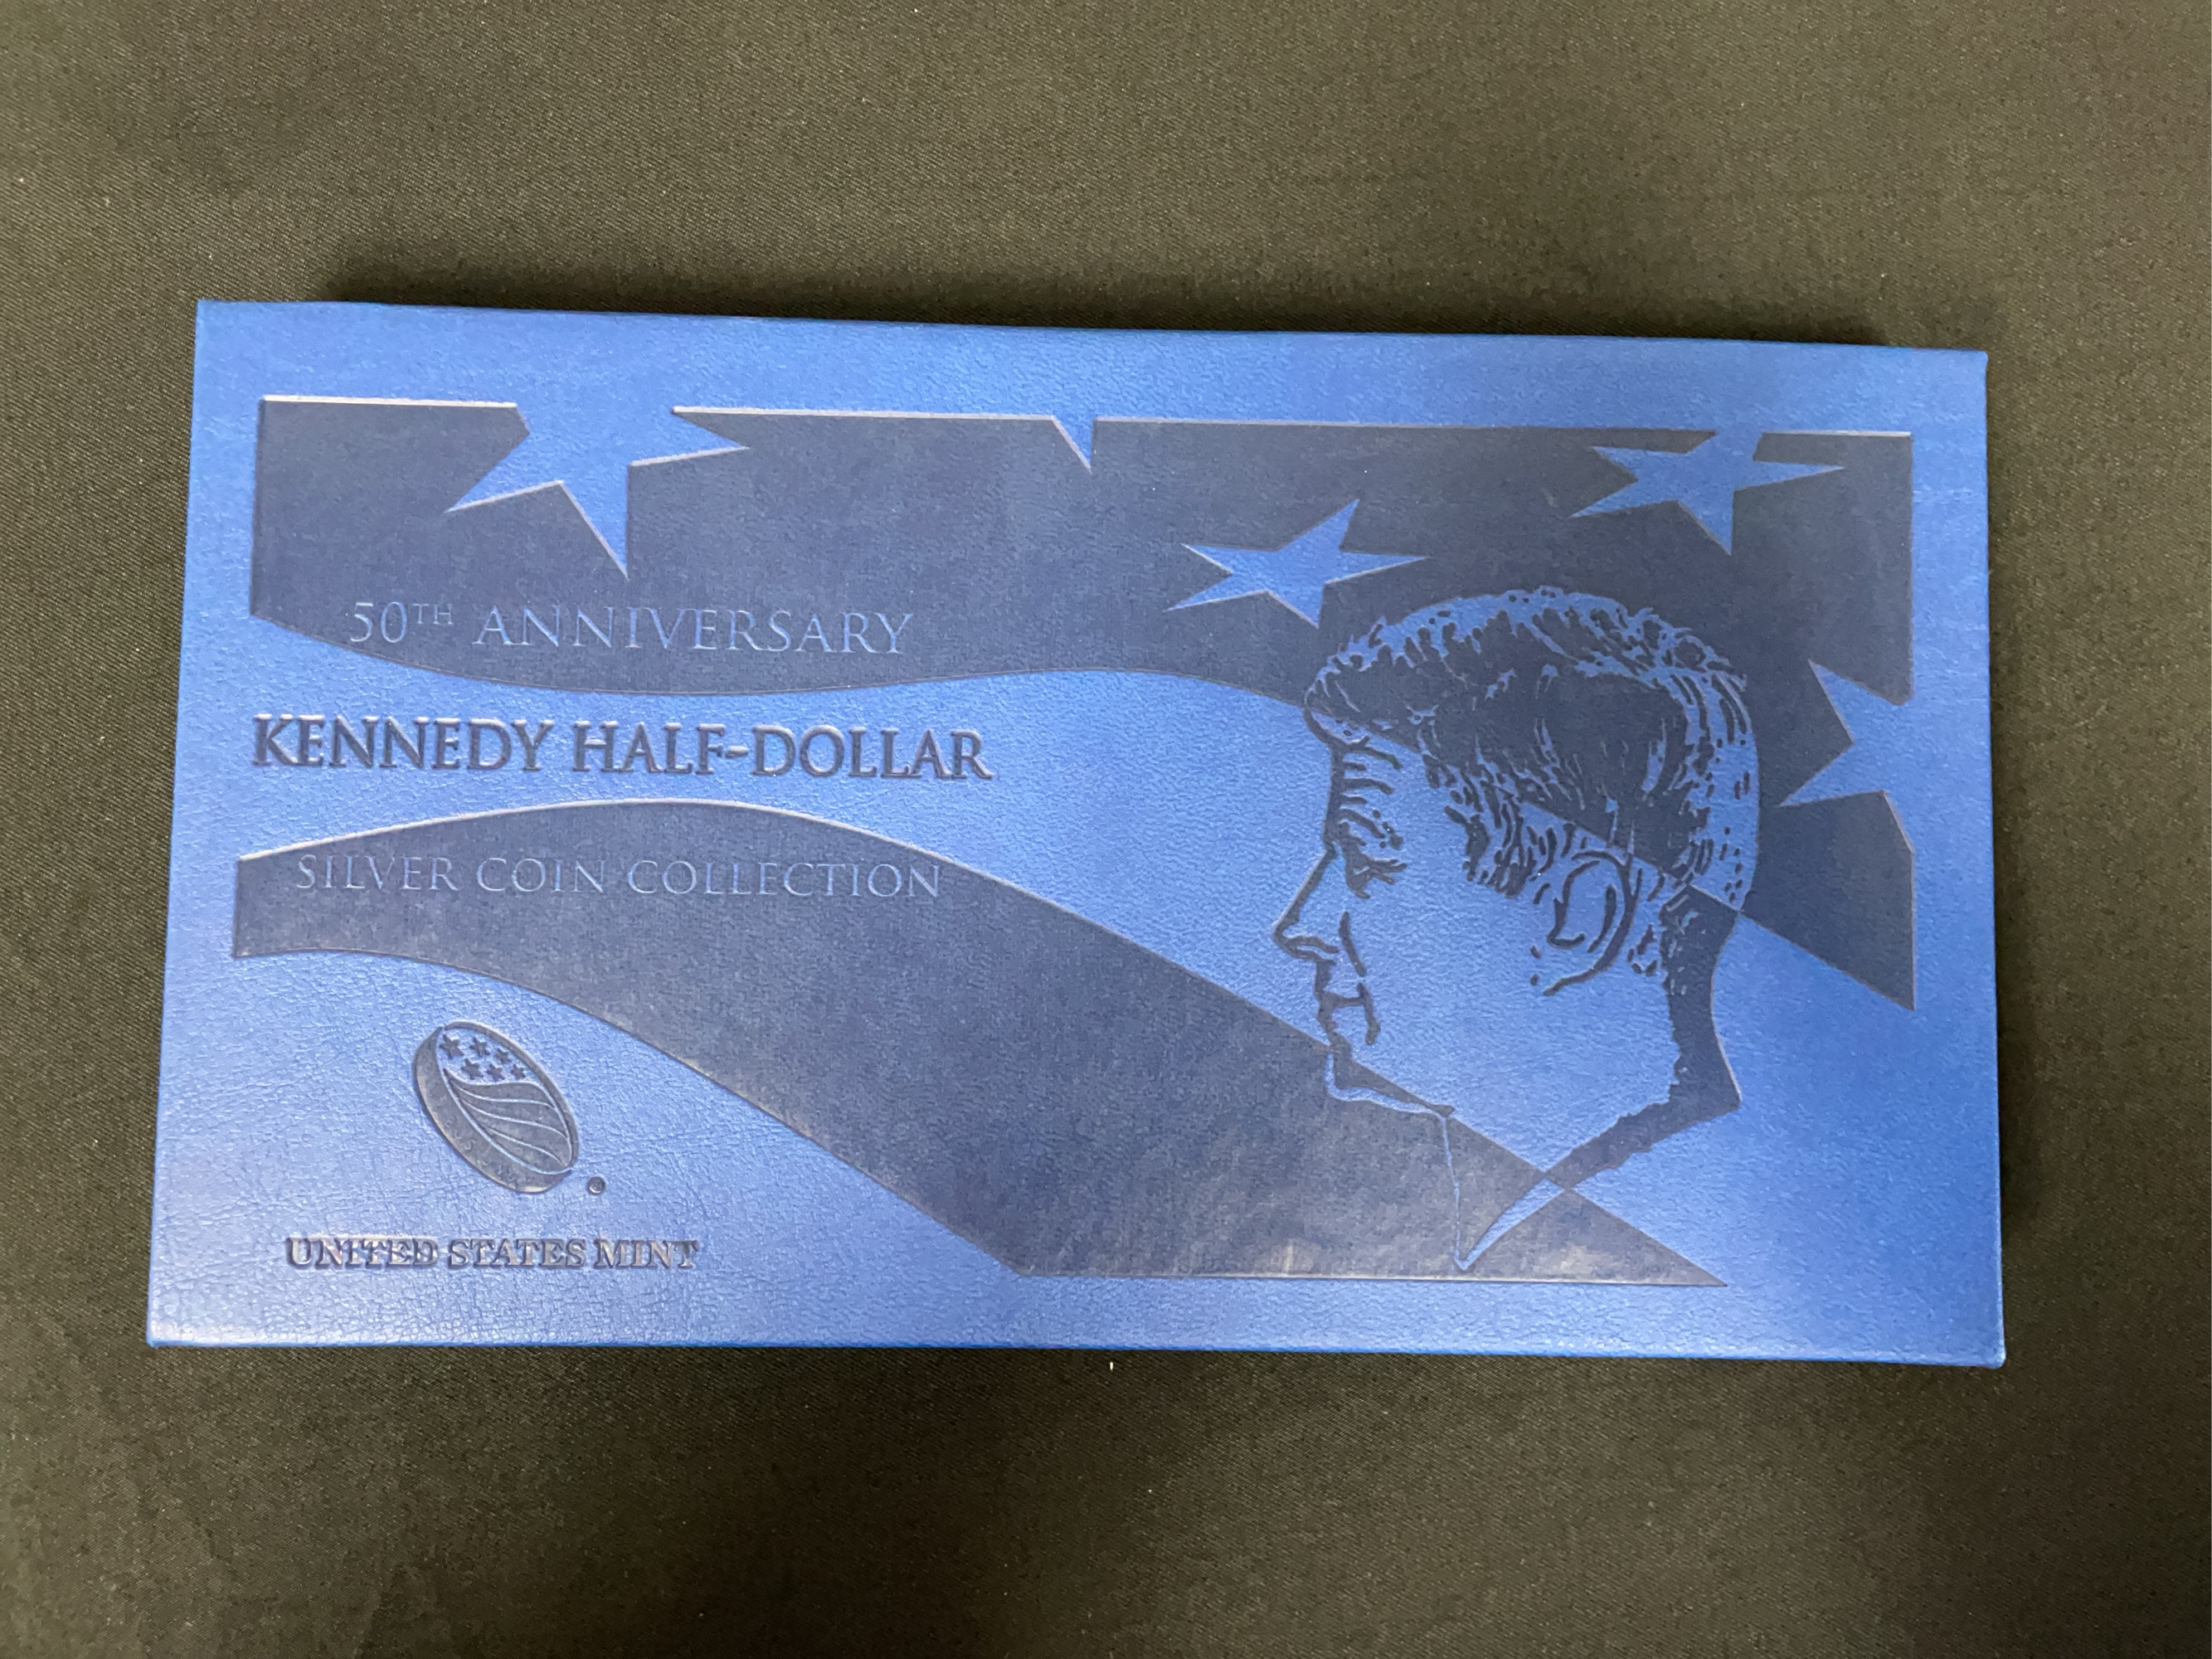 50TH ANNIVERSARY
KENNEDY HALF-DOLLAR
SILVER COIN COLLECTION
UNITED STATES MINT